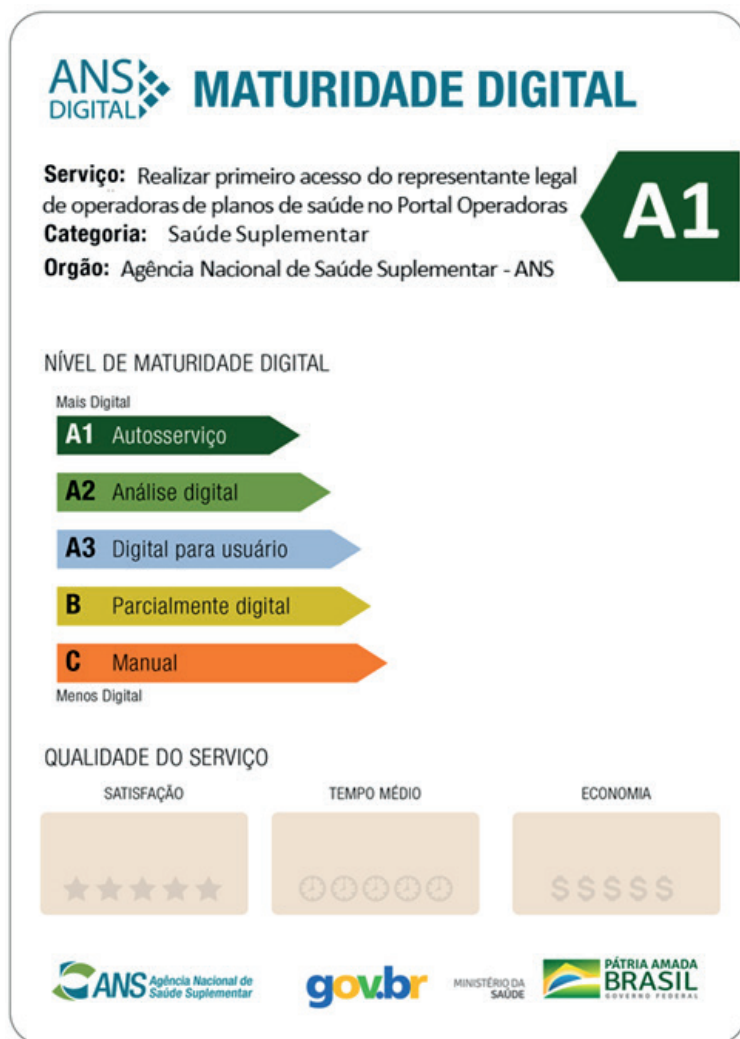 ANS
DIGITAL
MATURIDADE DIGITAL
Serviço: Realizar primeiro acesso do representante legal
de operadoras de planos de saúde no Portal Operadoras
Categoria: Saúde Suplementar
Orgão: Agência Nacional de Saúde Suplementar - ANS
A1
NÍVEL DE MATURIDADE DIGITAL
Mais Digital
A1 Autosserviço
A2 Análise digital
A3 Digital para usuário
B Parcialmente digital
C Manual
Menos Digital
QUALIDADE DO SERVIÇO
SATISFAÇÃO TEMPO MÉDIO ECONOMIA
$ $ $ $ $
ANS Agência Nacional de
Saúde Suplementar
gov.br
MINISTÉRIO DA
SAÚDE
PÁTRIA AMADA
BRASIL
GOVERNO FEDERAL